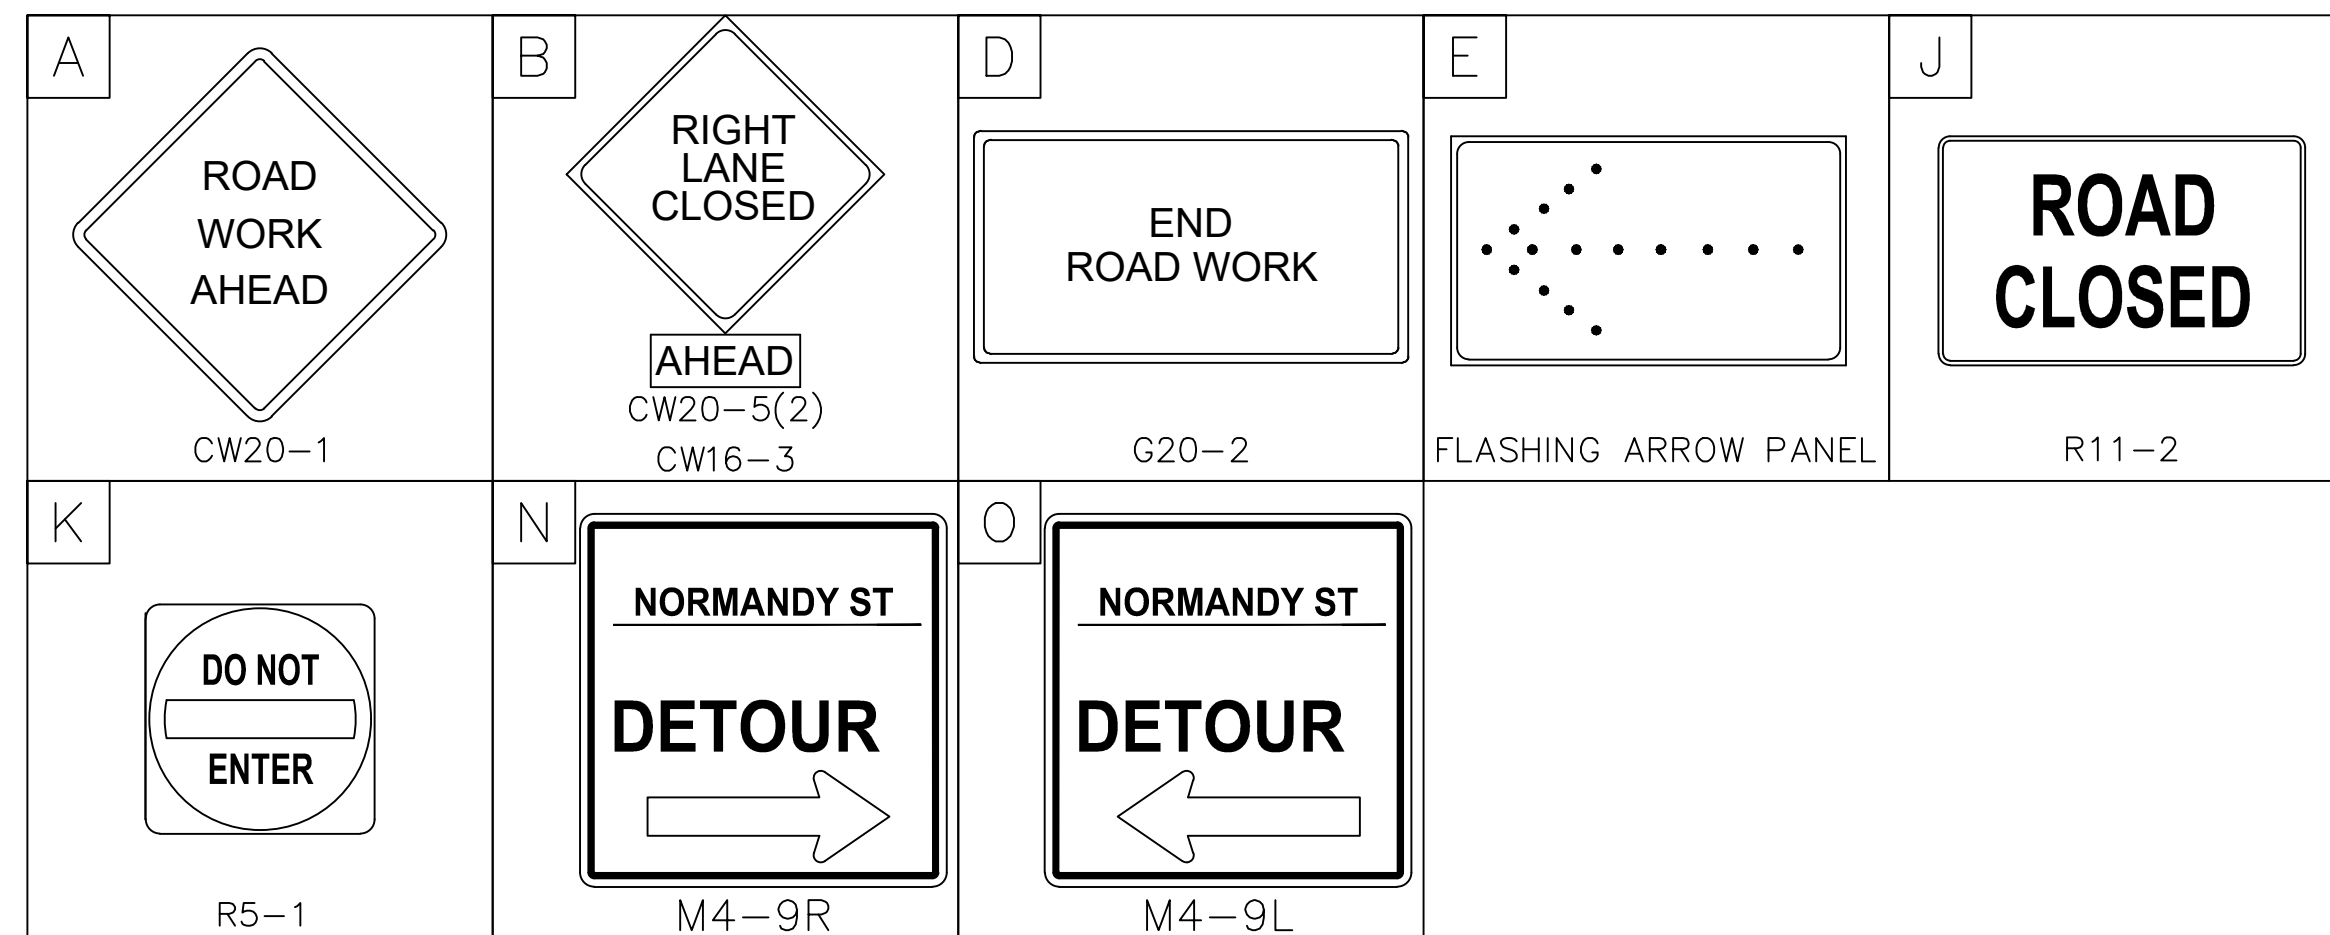 A
ROAD
WORK
AHEAD
CW20-1
B
RIGHT
LANE
CLOSED
AHEAD
CW20-5(2)
CW16-3
D
END
ROAD WORK
G20-2
E
FLASHING ARROW PANEL
J
ROAD
CLOSED
R11-2
K
DO NOT
ENTER
R5-1
N
NORMANDY ST
DETOUR
M4-9R
O
NORMANDY ST
DETOUR
M4-9L